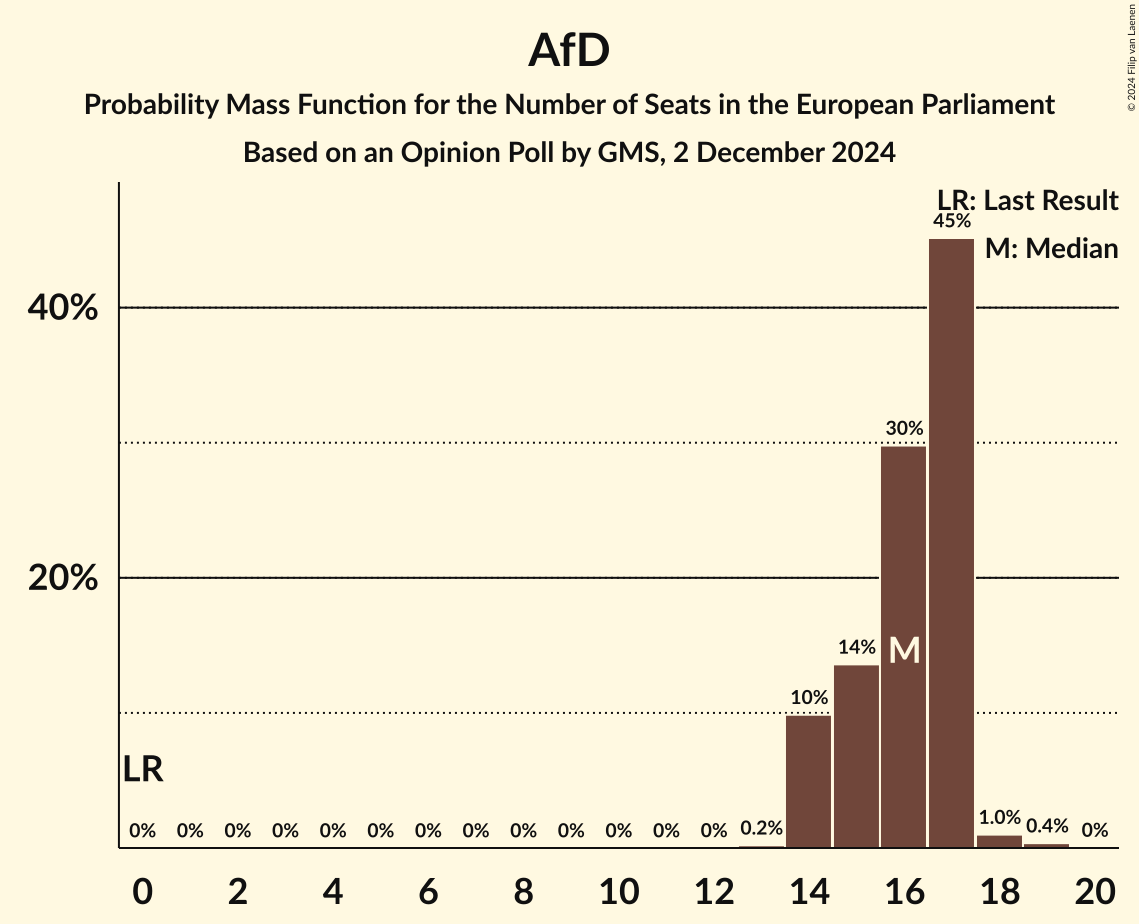 AfD
Probability Mass Function for the Number of Seats in the European Parliament
Based on an Opinion Poll by GMS, 2 December 2024
© 2024 Filip van Laenen
LR: Last Result
M: Median
45%
40%
30%
20%
14%
M
10%
LR
0% 0% 0% 0% 0% 0% 0% 0% 0% 0% 0% 0% 0% 0.2% 1.0% 0.4% 0%
0 2 4 6 8 10 12 14 16 18 20